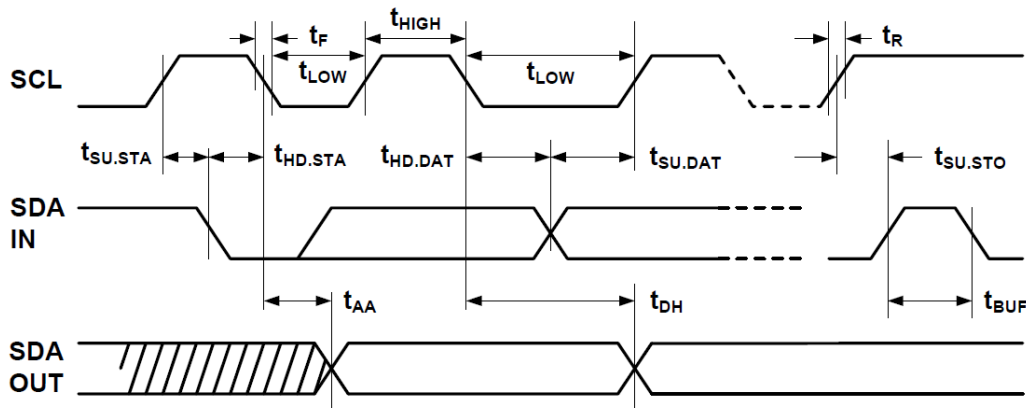 tF tHIGH tR
SCL tLOW tLOW
tSU.STA tHD.STA tHD.DAT tSU.DAT tSU.STO
SDA
IN
tAA tDH tBUF
SDA
OUT